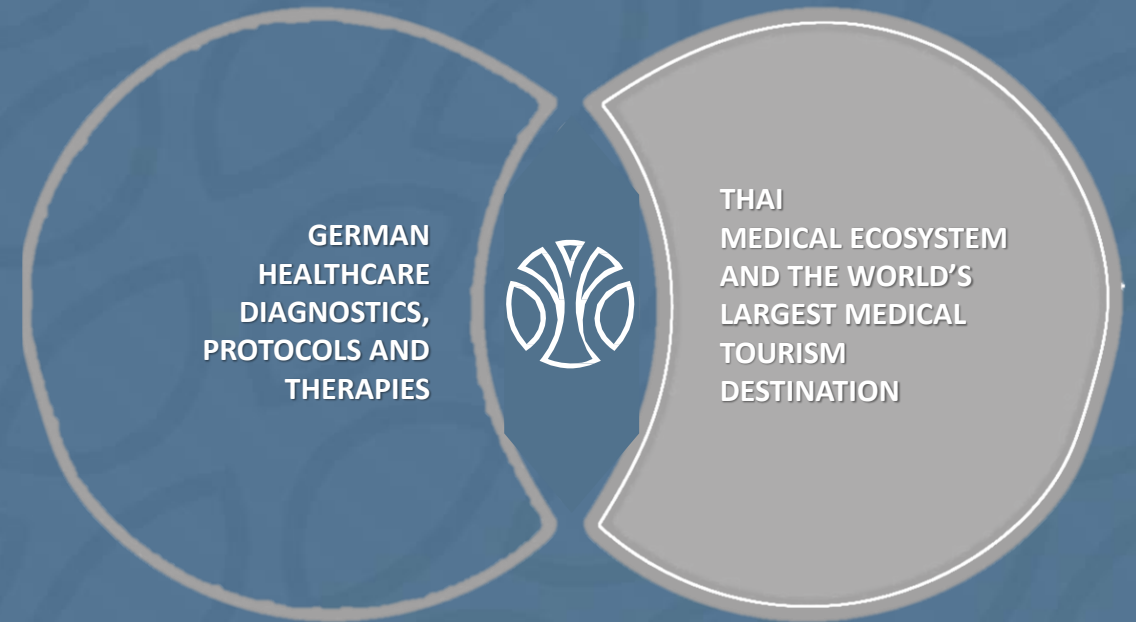 GERMAN
HEALTHCARE
DIAGNOSTICS,
PROTOCOLS AND
THERAPIES
THAI
MEDICAL ECOSYSTEM
AND THE WORLD’S
LARGEST MEDICAL
TOURISM
DESTINATION